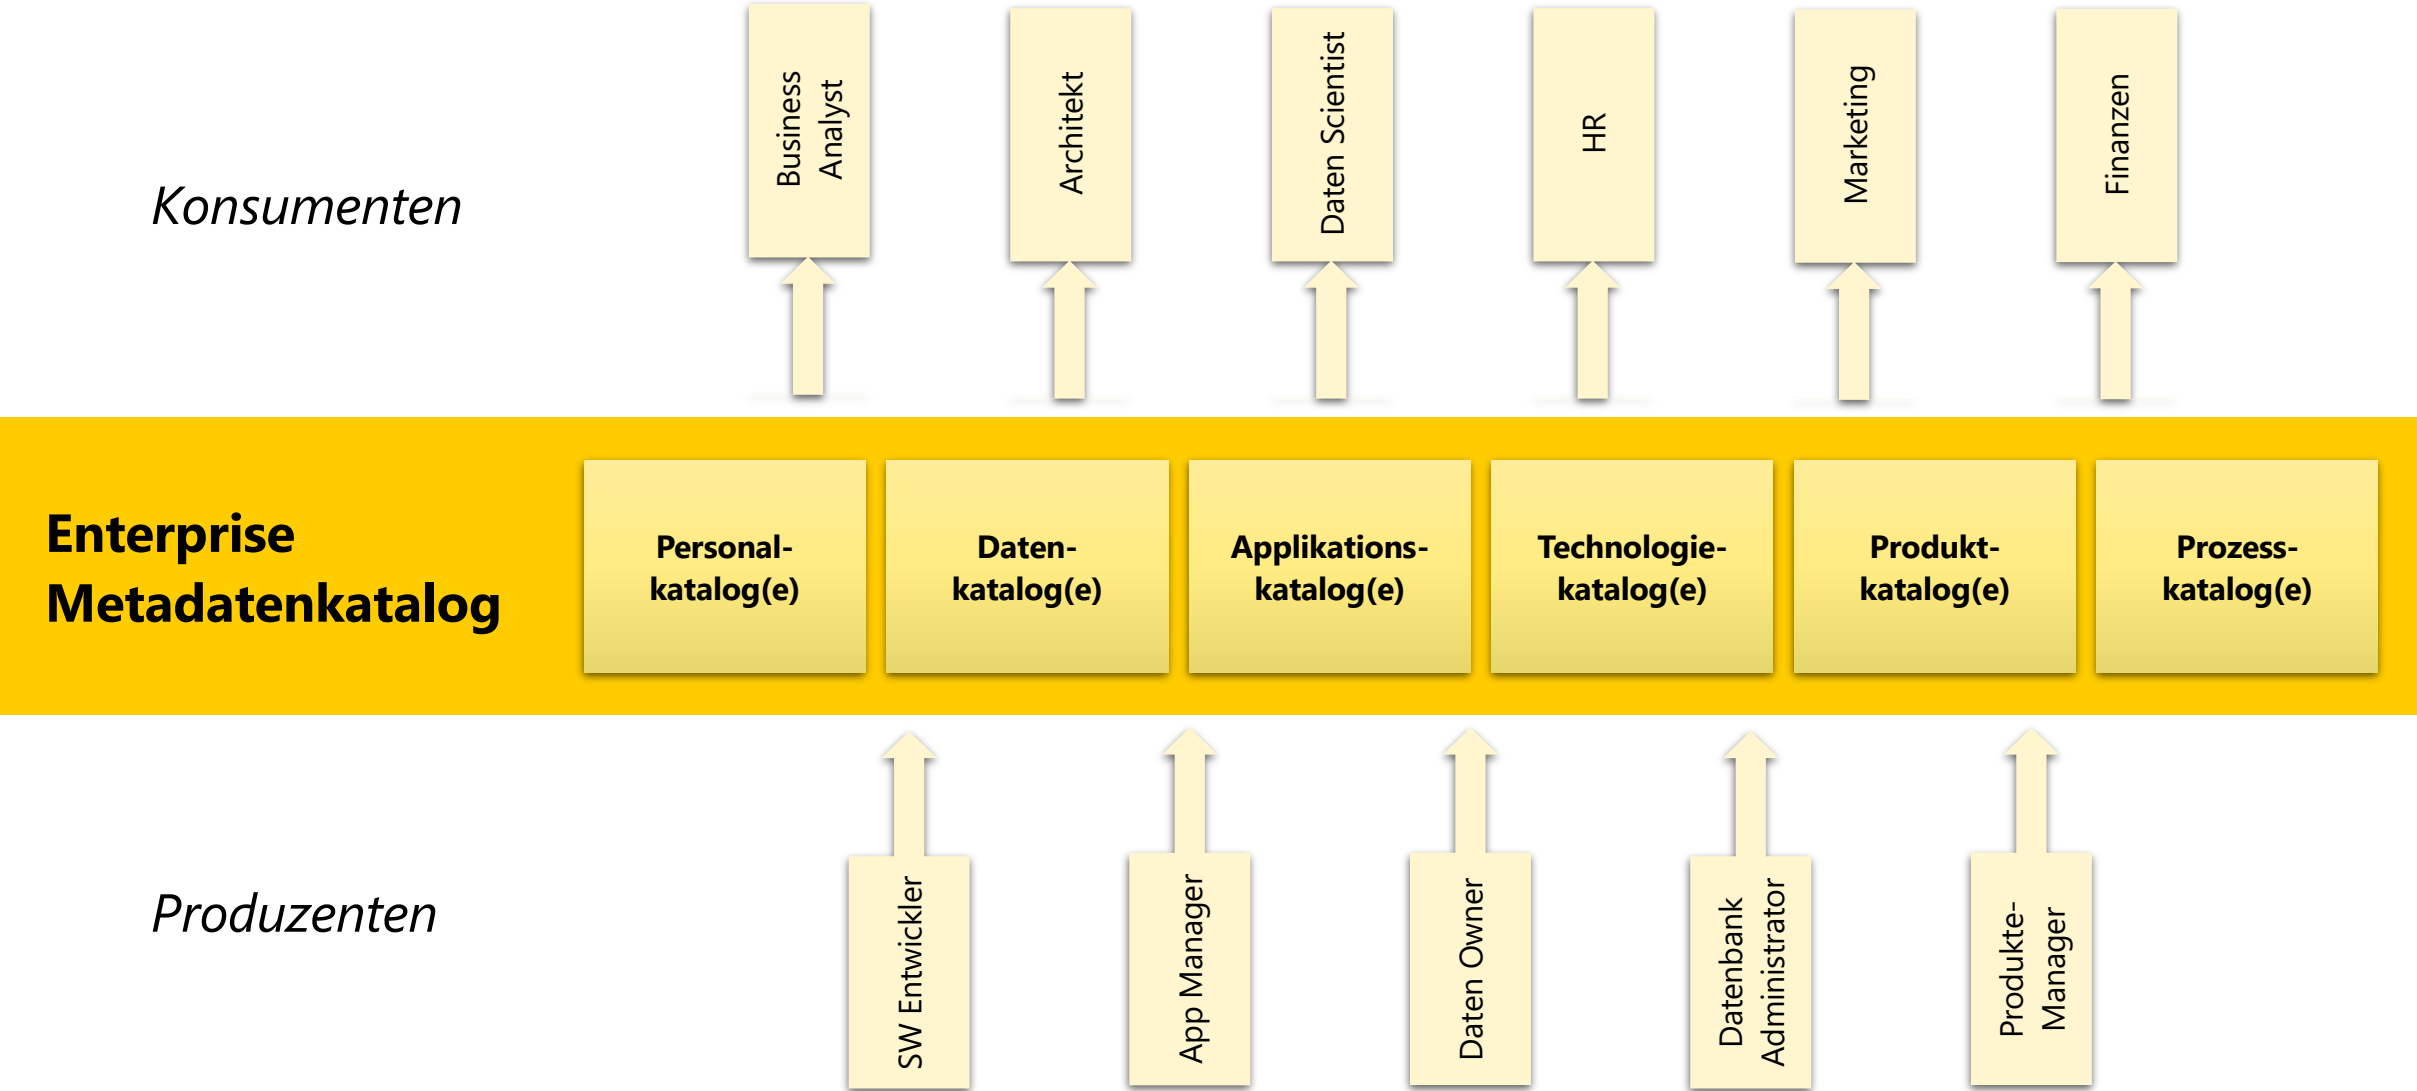 Business
Analyst
Architekt
Daten Scientist
HR
Marketing
Finanzen
Konsumenten
Enterprise
Metadatenkatalog
Personal-
katalog(e)
Daten-
katalog(e)
Applikations-
katalog(e)
Technologie-
katalog(e)
Produkt-
katalog(e)
Prozess-
katalog(e)
Produzenten
SW Entwickler
App Manager
Daten Owner
Datenbank
Administrator
Produkte-
Manager